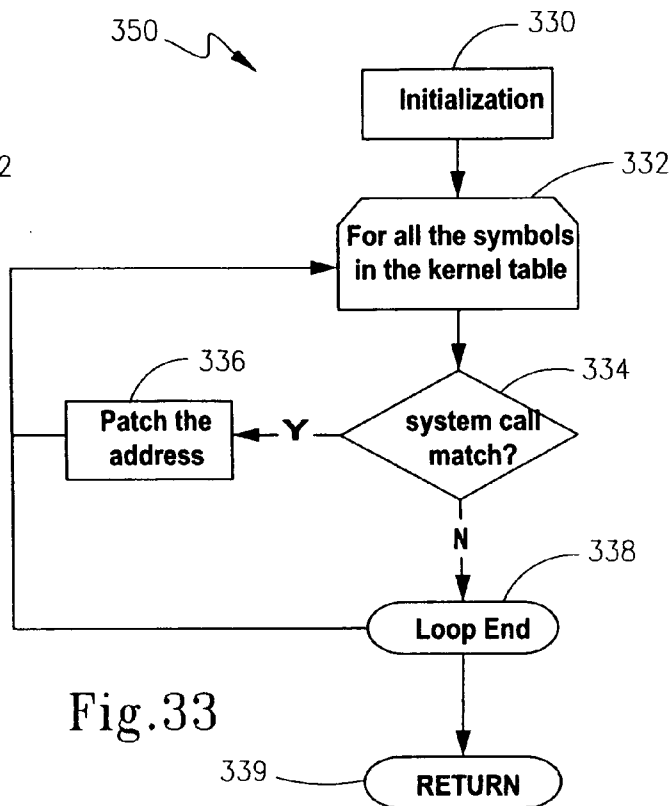 350
330
Initialization
2
332
For all the symbols
in the kernel table
336
334
Patch the
address
Y
system call
match?
N
338
Loop End
Fig.33
339
RETURN